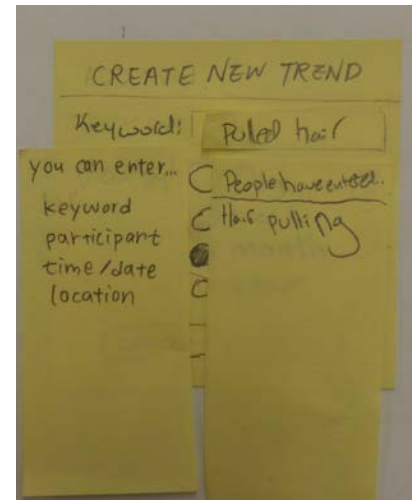 CREATE NEW TREND
Keyword: Pulled hair
you can enter...
keyword
participant
time/date
location
People have entered..
Hair pulling